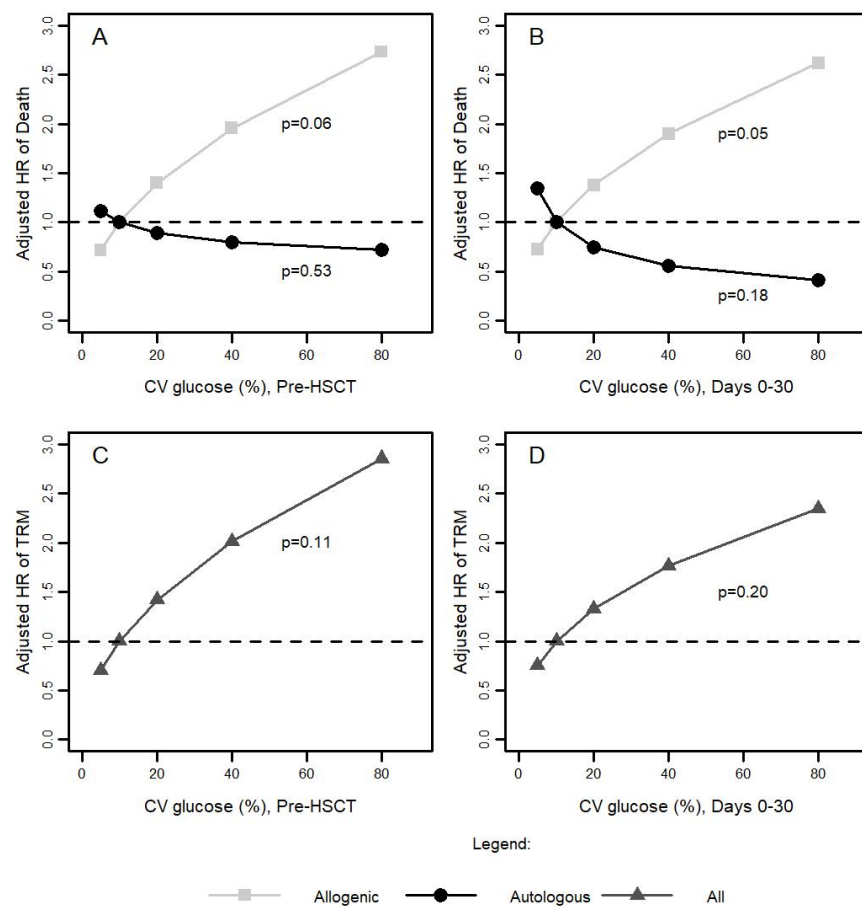 A
Adjusted HR of Death
0.0 0.5 1.0 1.5 2.0 2.5 3.0
p=0.06
p=0.53
0 20 40 60 80
CV glucose (%), Pre-HSCT
B
Adjusted HR of Death
0.0 0.5 1.0 1.5 2.0 2.5 3.0
p=0.05
p=0.18
0 20 40 60 80
CV glucose (%), Days 0-30
C
Adjusted HR of TRM
0.0 0.5 1.0 1.5 2.0 2.5 3.0
p=0.11
0 20 40 60 80
CV glucose (%), Pre-HSCT
D
Adjusted HR of TRM
0.0 0.5 1.0 1.5 2.0 2.5 3.0
p=0.20
0 20 40 60 80
CV glucose (%), Days 0-30
Legend:
Allogenic Autologous All